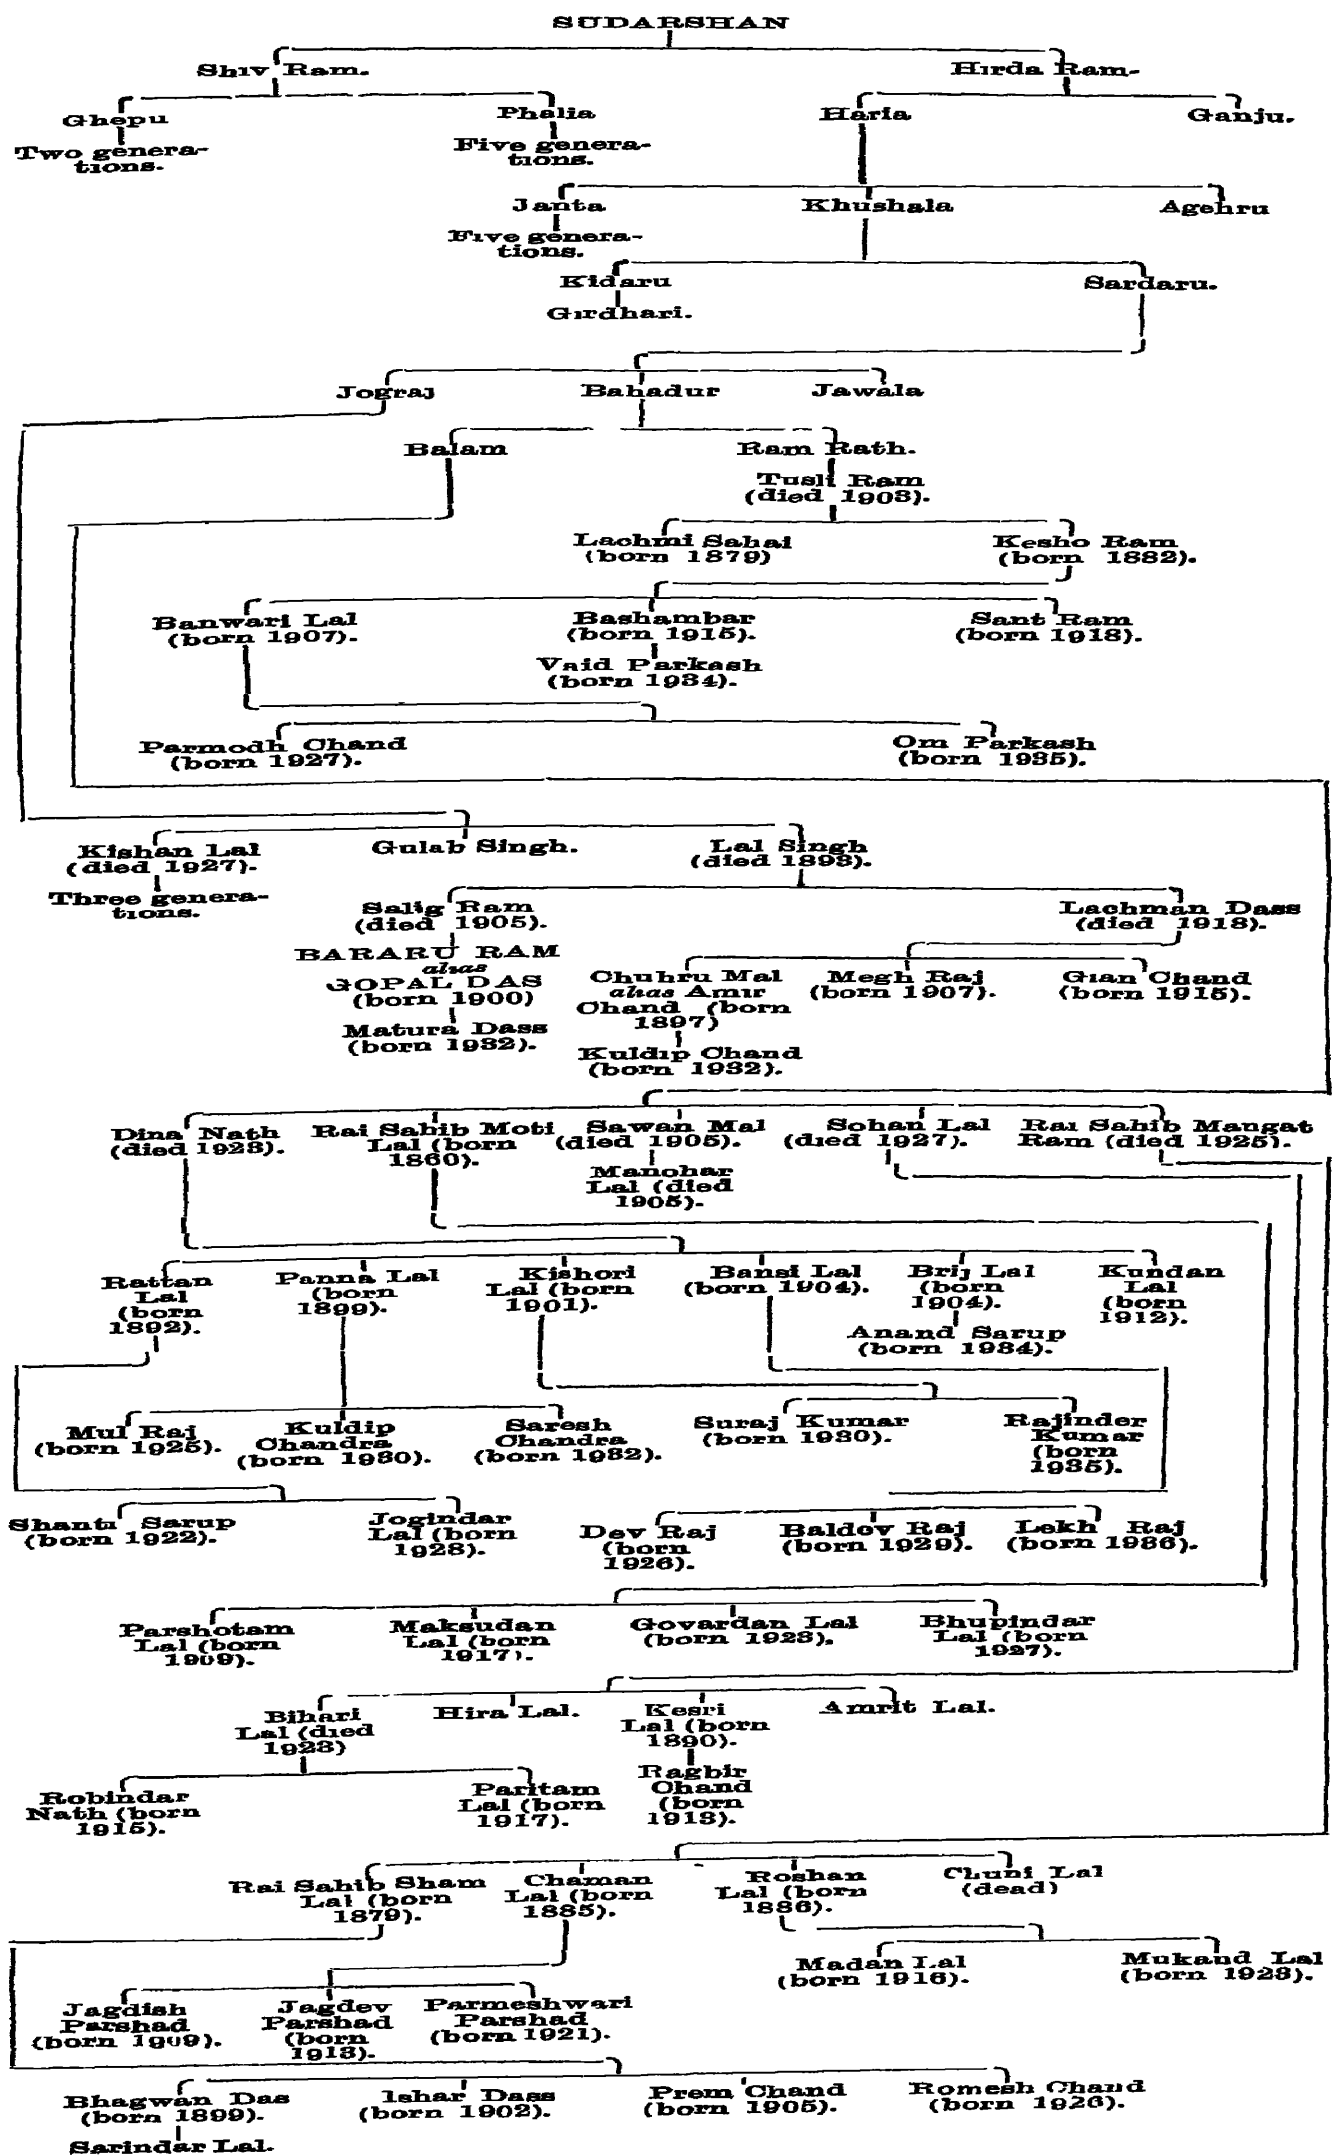 SUDARSHAN
Shiv Ram.
Hirda Ram.
Ghepu
Two genera-
tions.
Phalia
Five genera-
tions.
Haria
Ganju.
Janta
Five genera-
tions.
Khushala
Agehru
Kidaru
Girdhari.
Sardaru.
Jograj
Bahadur
Jawala
Balam
Ram Rath.
Tusli Ram
(died 1903).
Lachmi Sahai
(born 1879)
Kesho Ram
(born 1882).
Banwari Lal
(born 1907).
Bashambar
(born 1915).
Vaid Parkash
(born 1934).
Sant Ram
(born 1918).
Parmodh Chand
(born 1927).
Om Parkash
(born 1935).
Kishan Lal
(died 1927).
Three genera-
tions.
Gulab Singh.
Lal Singh
(died 1893).
Salig Ram
(died 1905).
BARARU RAM
alias
GOPAL DAS
(born 1900)
Matura Dass
(born 1932).
Lachman Dass
(died 1918).
Chuhru Mal
alias Amir
Chand (born
1897)
Kuldip Chand
(born 1932).
Megh Raj
(born 1907).
Gian Chand
(born 1915).
Dina Nath
(died 1923).
Rai Sahib Moti
Lal (born
1860).
Sawan Mal
(died 1905).
Manohar
Lal (died
1905).
Sohan Lal
(died 1927).
Rai Sahib Mangat
Ram (died 1925).
Rattan
Lal
(born
1892).
Panna Lal
(born
1899).
Kishori
Lal (born
1901).
Bansi Lal
(born 1904).
Brij Lal
(born
1904).
Anand Sarup
(born 1934).
Kundan
Lal
(born
1912).
Mul Raj
(born 1925).
Kuldip
Chandra
(born 1930).
Saresh
Chandra
(born 1932).
Suraj Kumar
(born 1930).
Rajinder
Kumar
(born
1935).
Shanti Sarup
(born 1922).
Jogindar
Lal (born
1928).
Dev Raj
(born
1926).
Baldev Raj
(born 1929).
Lekh Raj
(born 1936).
Parshotam
Lal (born
1909).
Maksudan
Lal (born
1917).
Govardan Lal
(born 1923).
Bhupindar
Lal (born
1927).
Bihari
Lal (died
1923)
Hira Lal.
Kesri
Lal (born
1890).
Ragbir
Chand
(born
1913).
Amrit Lal.
Robindar
Nath (born
1915).
Paritam
Lal (born
1917).
Rai Sahib Sham
Lal (born
1879).
Chaman
Lal (born
1885).
Roshan
Lal (born
1886).
Chuni Lal
(dead)
Madan Lal
(born 1916).
Mukand Lal
(born 1923).
Jagdish
Parshad
(born 1909).
Jagdev
Parshad
(born
1913).
Parmeshwari
Parshad
(born 1921).
Bhagwan Das
(born 1899).
Sarindar Lal.
Ishar Dass
(born 1902).
Prem Chand
(born 1905).
Romesh Chand
(born 1926).